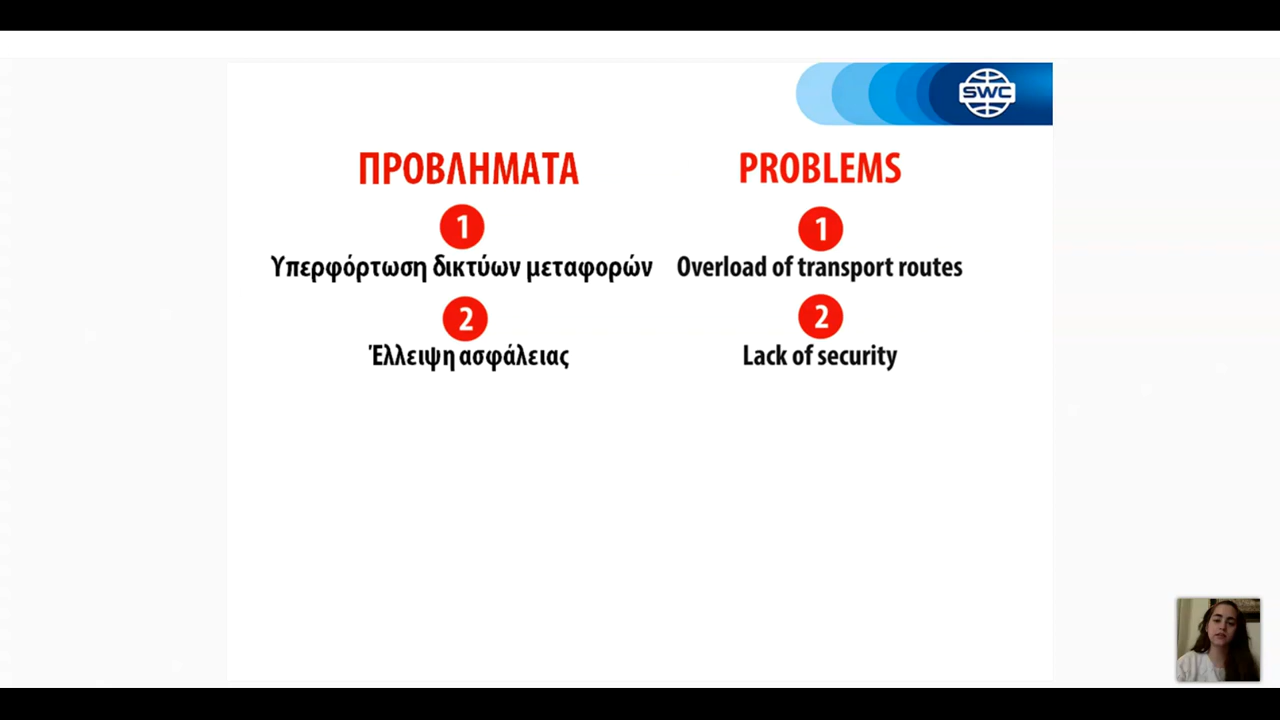 SWC
ΠΡΟΒΛΗΜΑΤΑ
1
Υπερφόρτωση δικτύων μεταφορών
2
Έλλειψη ασφάλειας
PROBLEMS
1
Overload of transport routes
2
Lack of security